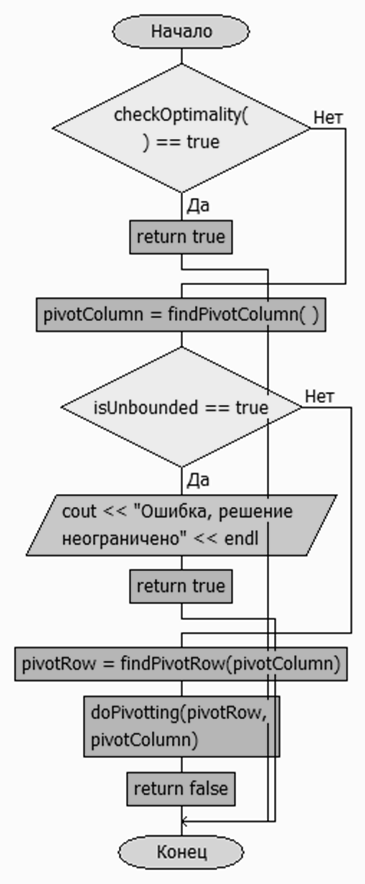 Начало
checkOptimality(
) == true
Нет
Да
return true
pivotColumn = findPivotColumn( )
isUnbounded == true
Нет
Да
cout << "Ошибка, решение
неограничено" << endl
return true
pivotRow = findPivotRow(pivotColumn)
doPivotting(pivotRow,
pivotColumn)
return false
Конец